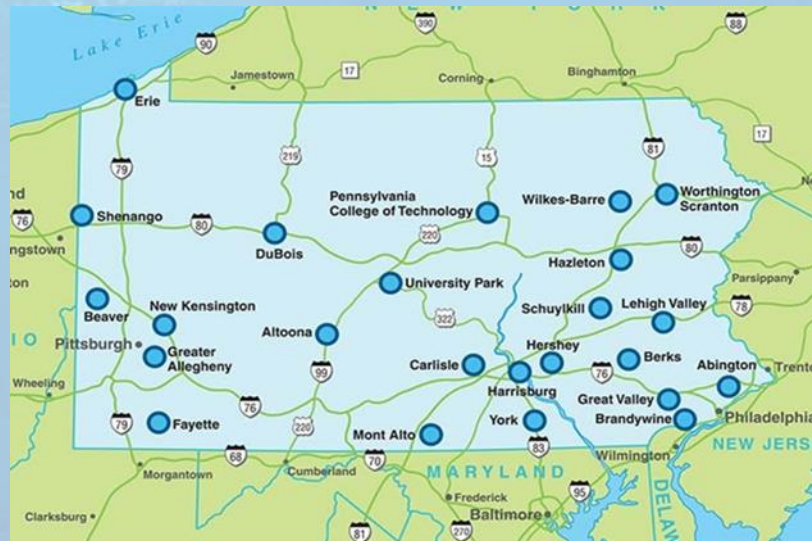 NEW YORK
Lake Erie
90
390
88
Jamestown
17
Corning
Binghamton
Erie
79
219
15
81
17
Pennsylvania
College of Technology
Wilkes-Barre
Worthington
Scranton
76
Shenango
80
220
80
DuBois
Hazleton
Parsippany
University Park
Beaver
New Kensington
322
Schuylkill
Lehigh Valley
78
Pittsburgh
Altoona
Greater
Allegheny
Hershey
Carlisle
Berks
Abington
Trento
Wheeling
99
Harrisburg
76
76
Great Valley
Brandywine
Philadelphia
79
Fayette
220
Mont Alto
York
83
Wilmington
NEW JERS
68
Morgantown
Cumberland
70
MARYLAND
Frederick
95
DELAW
Clarksburg
Baltimore
81
270